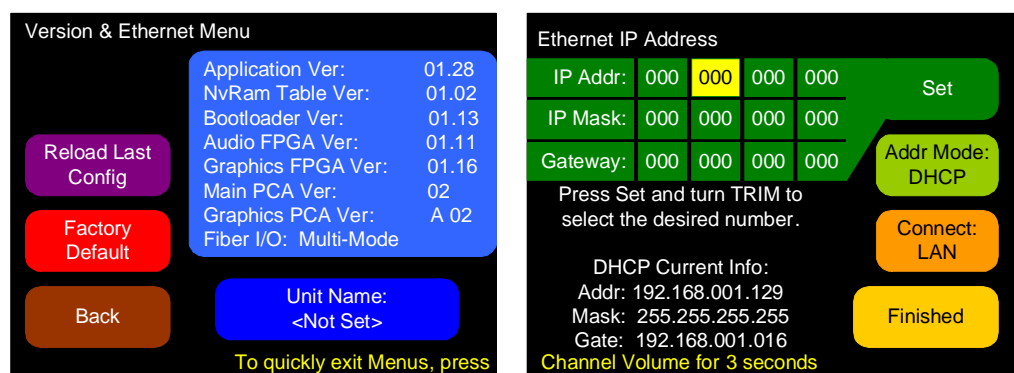 Version & Ethernet Menu
Application Ver: 01.28
NvRam Table Ver: 01.02
Bootloader Ver: 01.13
Audio FPGA Ver: 01.11
Graphics FPGA Ver: 01.16
Main PCA Ver: 02
Graphics PCA Ver: A 02
Fiber I/O: Multi-Mode
Reload Last
Config
Factory
Default
Back
Unit Name:
<Not Set>
To quickly exit Menus, press
Ethernet IP Address
IP Addr: 000 000 000 000
IP Mask: 000 000 000 000
Gateway: 000 000 000 000
Set
Addr Mode:
DHCP
Connect:
LAN
Finished
Press Set and turn TRIM to
select the desired number.
DHCP Current Info:
Addr: 192.168.001.129
Mask: 255.255.255.255
Gate: 192.168.001.016
Channel Volume for 3 seconds